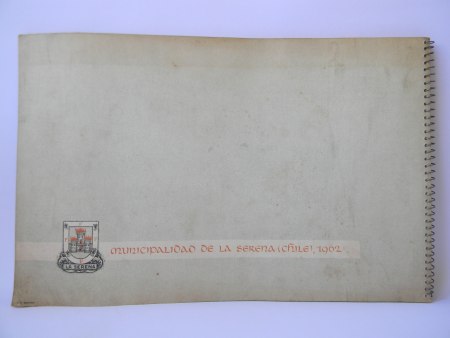 MUNICIPALIDAD DE LA SERENA (CHILE), 1962
LA SERENA